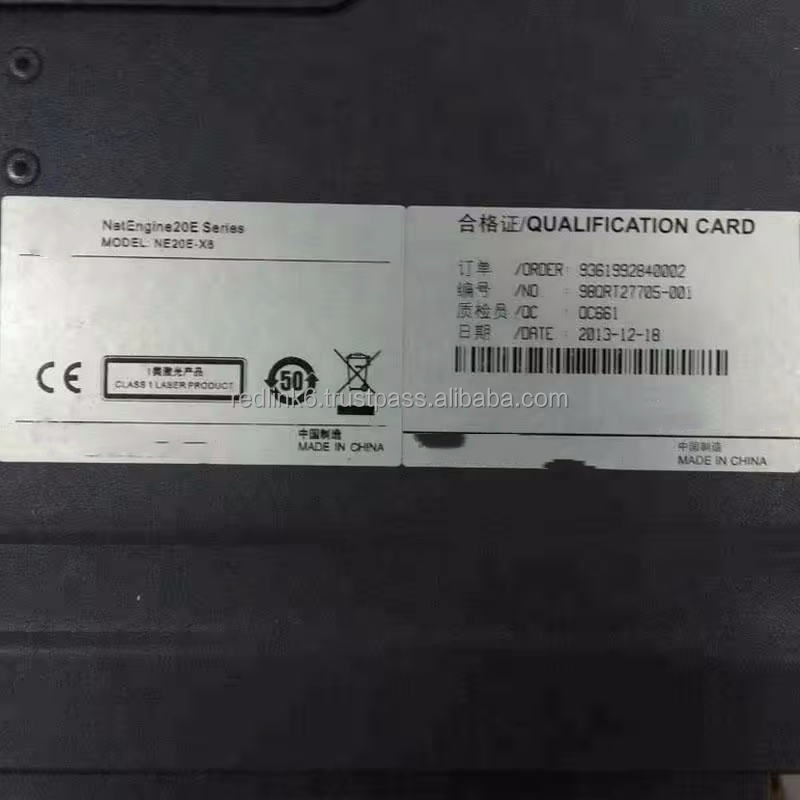 NetEngine20E Series
MODEL: NE20E-X6
CE
1类激光产品
CLASS 1 LASER PRODUCT
50
中国制造
MADE IN CHINA
合格证/QUALIFICATION CARD
订单 /ORDER: 9361992840002
编号 /NO. : 980RT27705-001
质检员 /QC : QC661
日期 /DATE : 2013-12-18
redlink6.trustpass.alibaba.com
中国制造
MADE IN CHINA